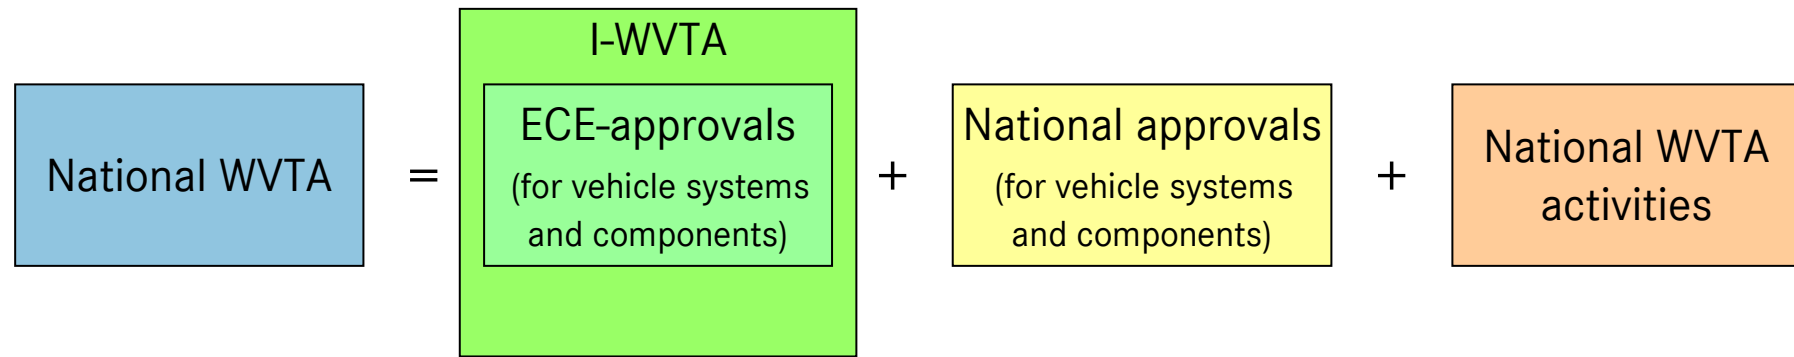 National WVTA
=
I-WVTA
ECE-approvals
(for vehicle systems
and components)
+
National approvals
(for vehicle systems
and components)
+
National WVTA
activities